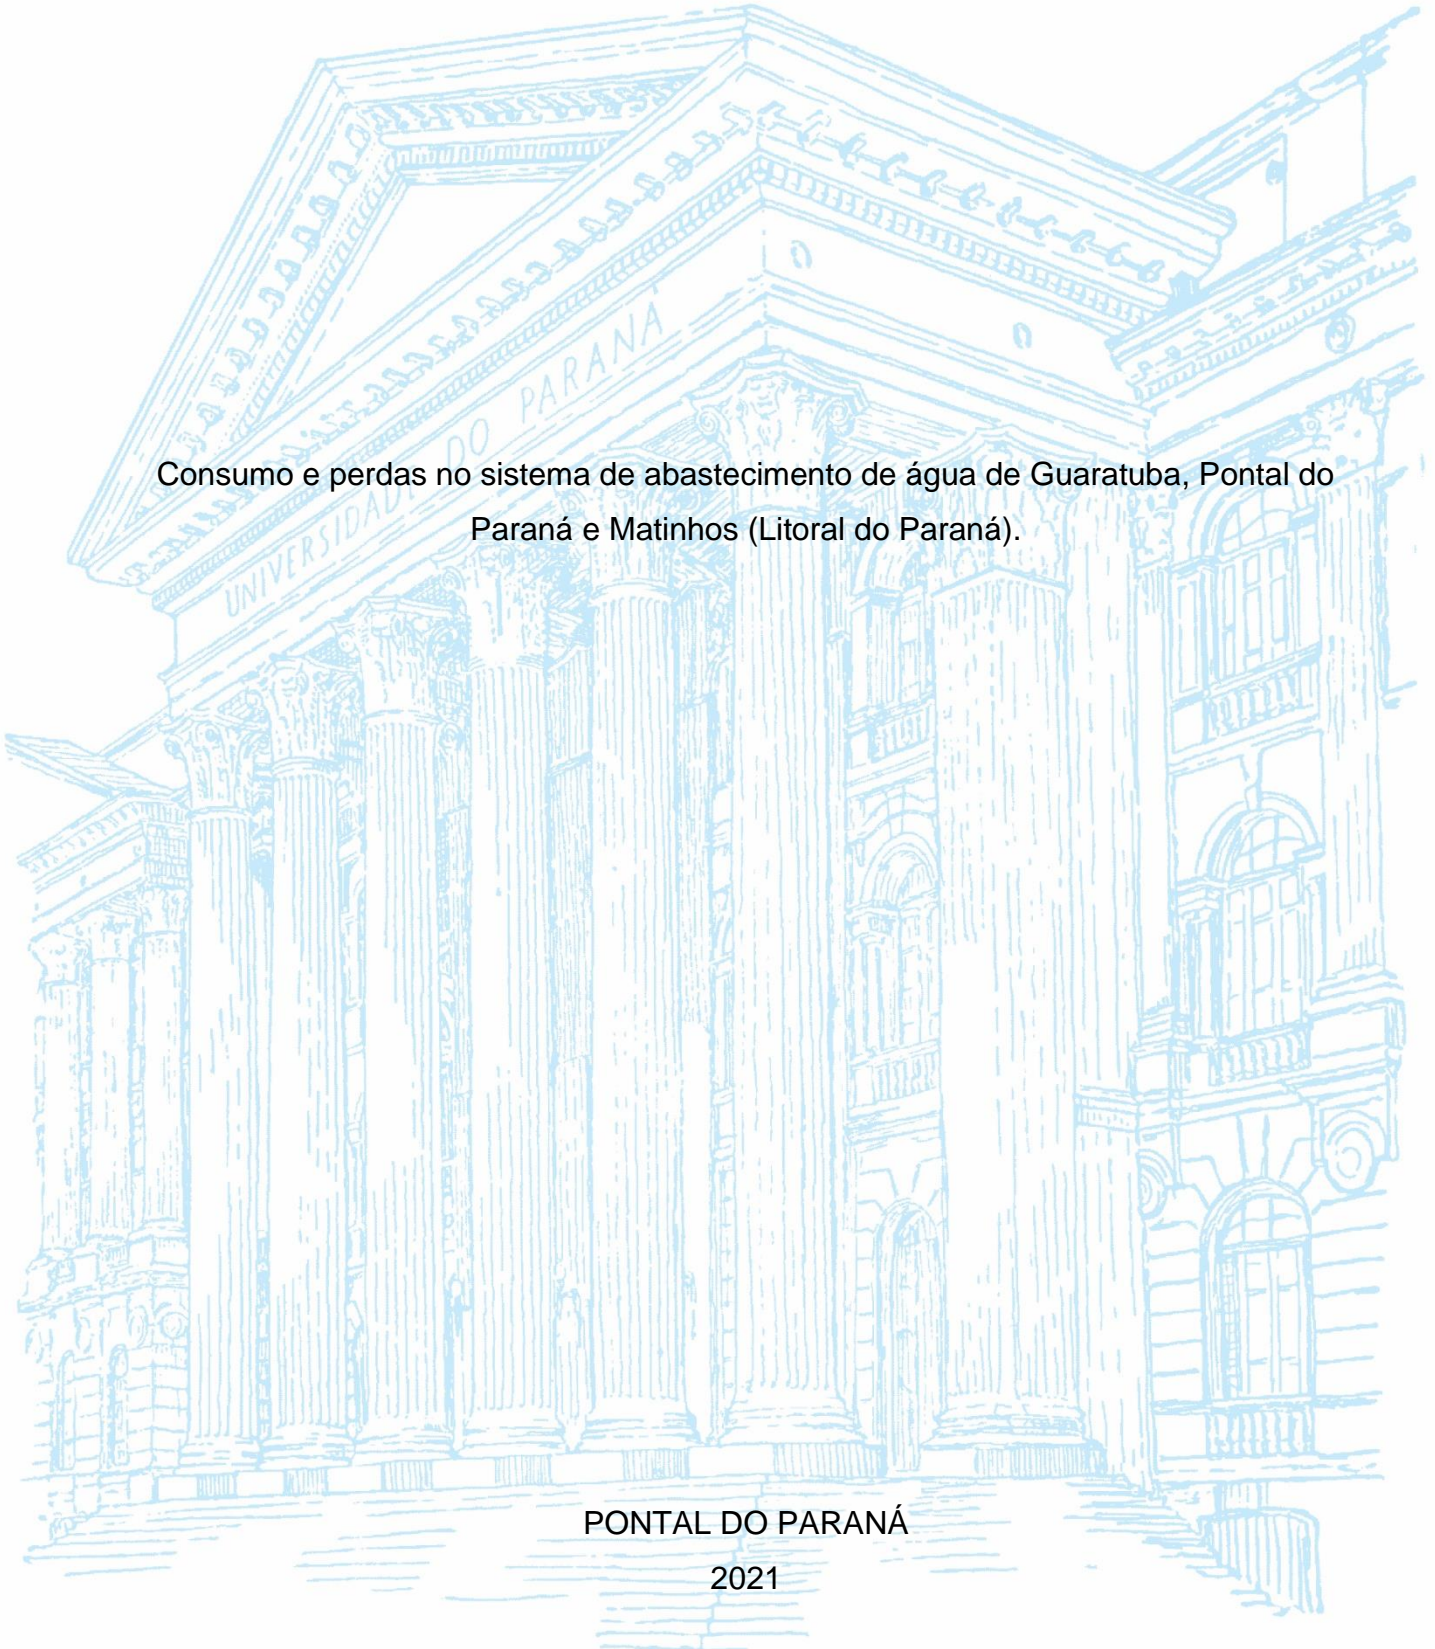 UNIVERSIDADE DO PARANÁ
Consumo e perdas no sistema de abastecimento de água de Guaratuba, Pontal do
Paraná e Matinhos (Litoral do Paraná).
PONTAL DO PARANÁ
2021